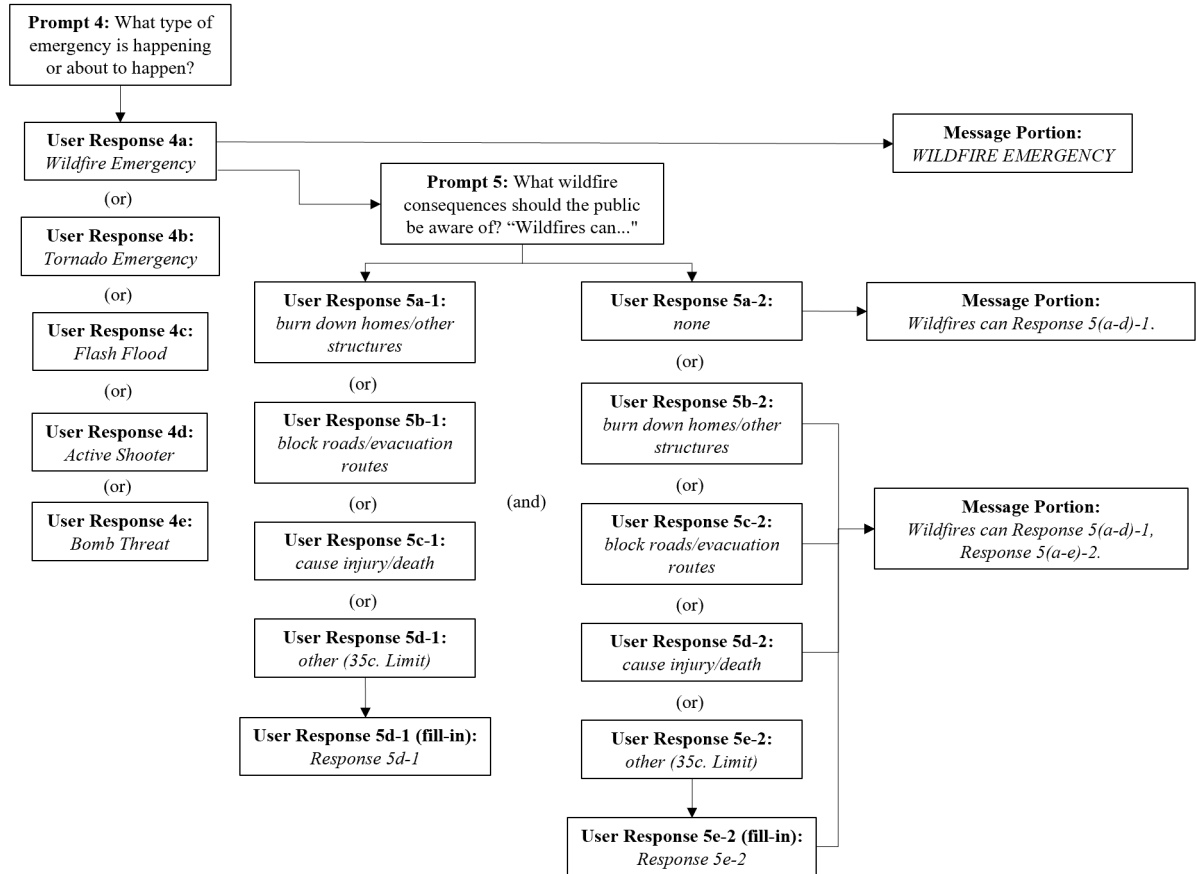 Prompt 4: What type of
emergency is happening
or about to happen?
User Response 4a:
Wildfire Emergency
(or)
User Response 4b:
Tornado Emergency
(or)
User Response 4c:
Flash Flood
(or)
User Response 4d:
Active Shooter
(or)
User Response 4e:
Bomb Threat
Message Portion:
WILDFIRE EMERGENCY
Prompt 5: What wildfire
consequences should the public
be aware of? “Wildfires can..."
User Response 5a-1:
burn down homes/other
structures
(or)
User Response 5b-1:
block roads/evacuation
routes
(or)
User Response 5c-1:
cause injury/death
(or)
User Response 5d-1:
other (35c. Limit)
User Response 5d-1 (fill-in):
Response 5d-1
(and)
User Response 5a-2:
none
(or)
User Response 5b-2:
burn down homes/other
structures
(or)
User Response 5c-2:
block roads/evacuation
routes
(or)
User Response 5d-2:
cause injury/death
(or)
User Response 5e-2:
other (35c. Limit)
User Response 5e-2 (fill-in):
Response 5e-2
Message Portion:
Wildfires can Response 5(a-d)-1.
Message Portion:
Wildfires can Response 5(a-d)-1,
Response 5(a-e)-2.